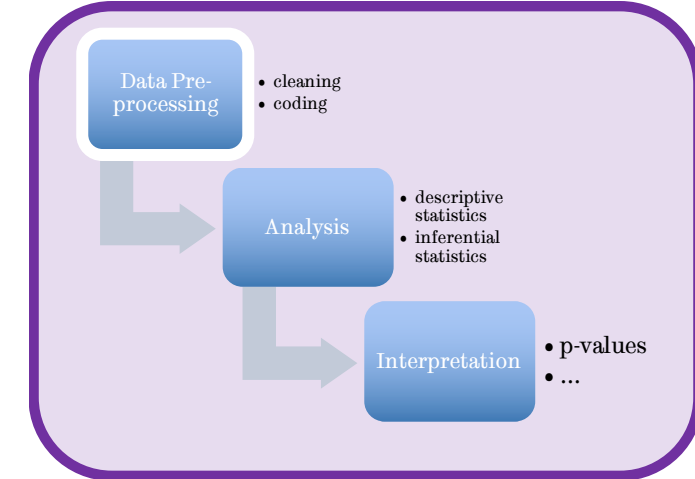 Data Pre-
processing
• cleaning
• coding
Analysis
• descriptive
statistics
• inferential
statistics
Interpretation
• p-values
• ...